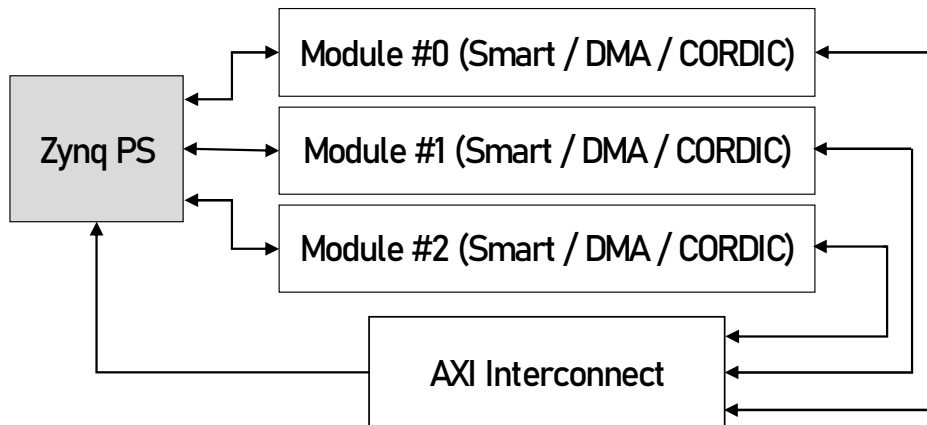 Module #0 (Smart / DMA / CORDIC)
Zynq PS
Module #1 (Smart / DMA / CORDIC)
Module #2 (Smart / DMA / CORDIC)
AXI Interconnect